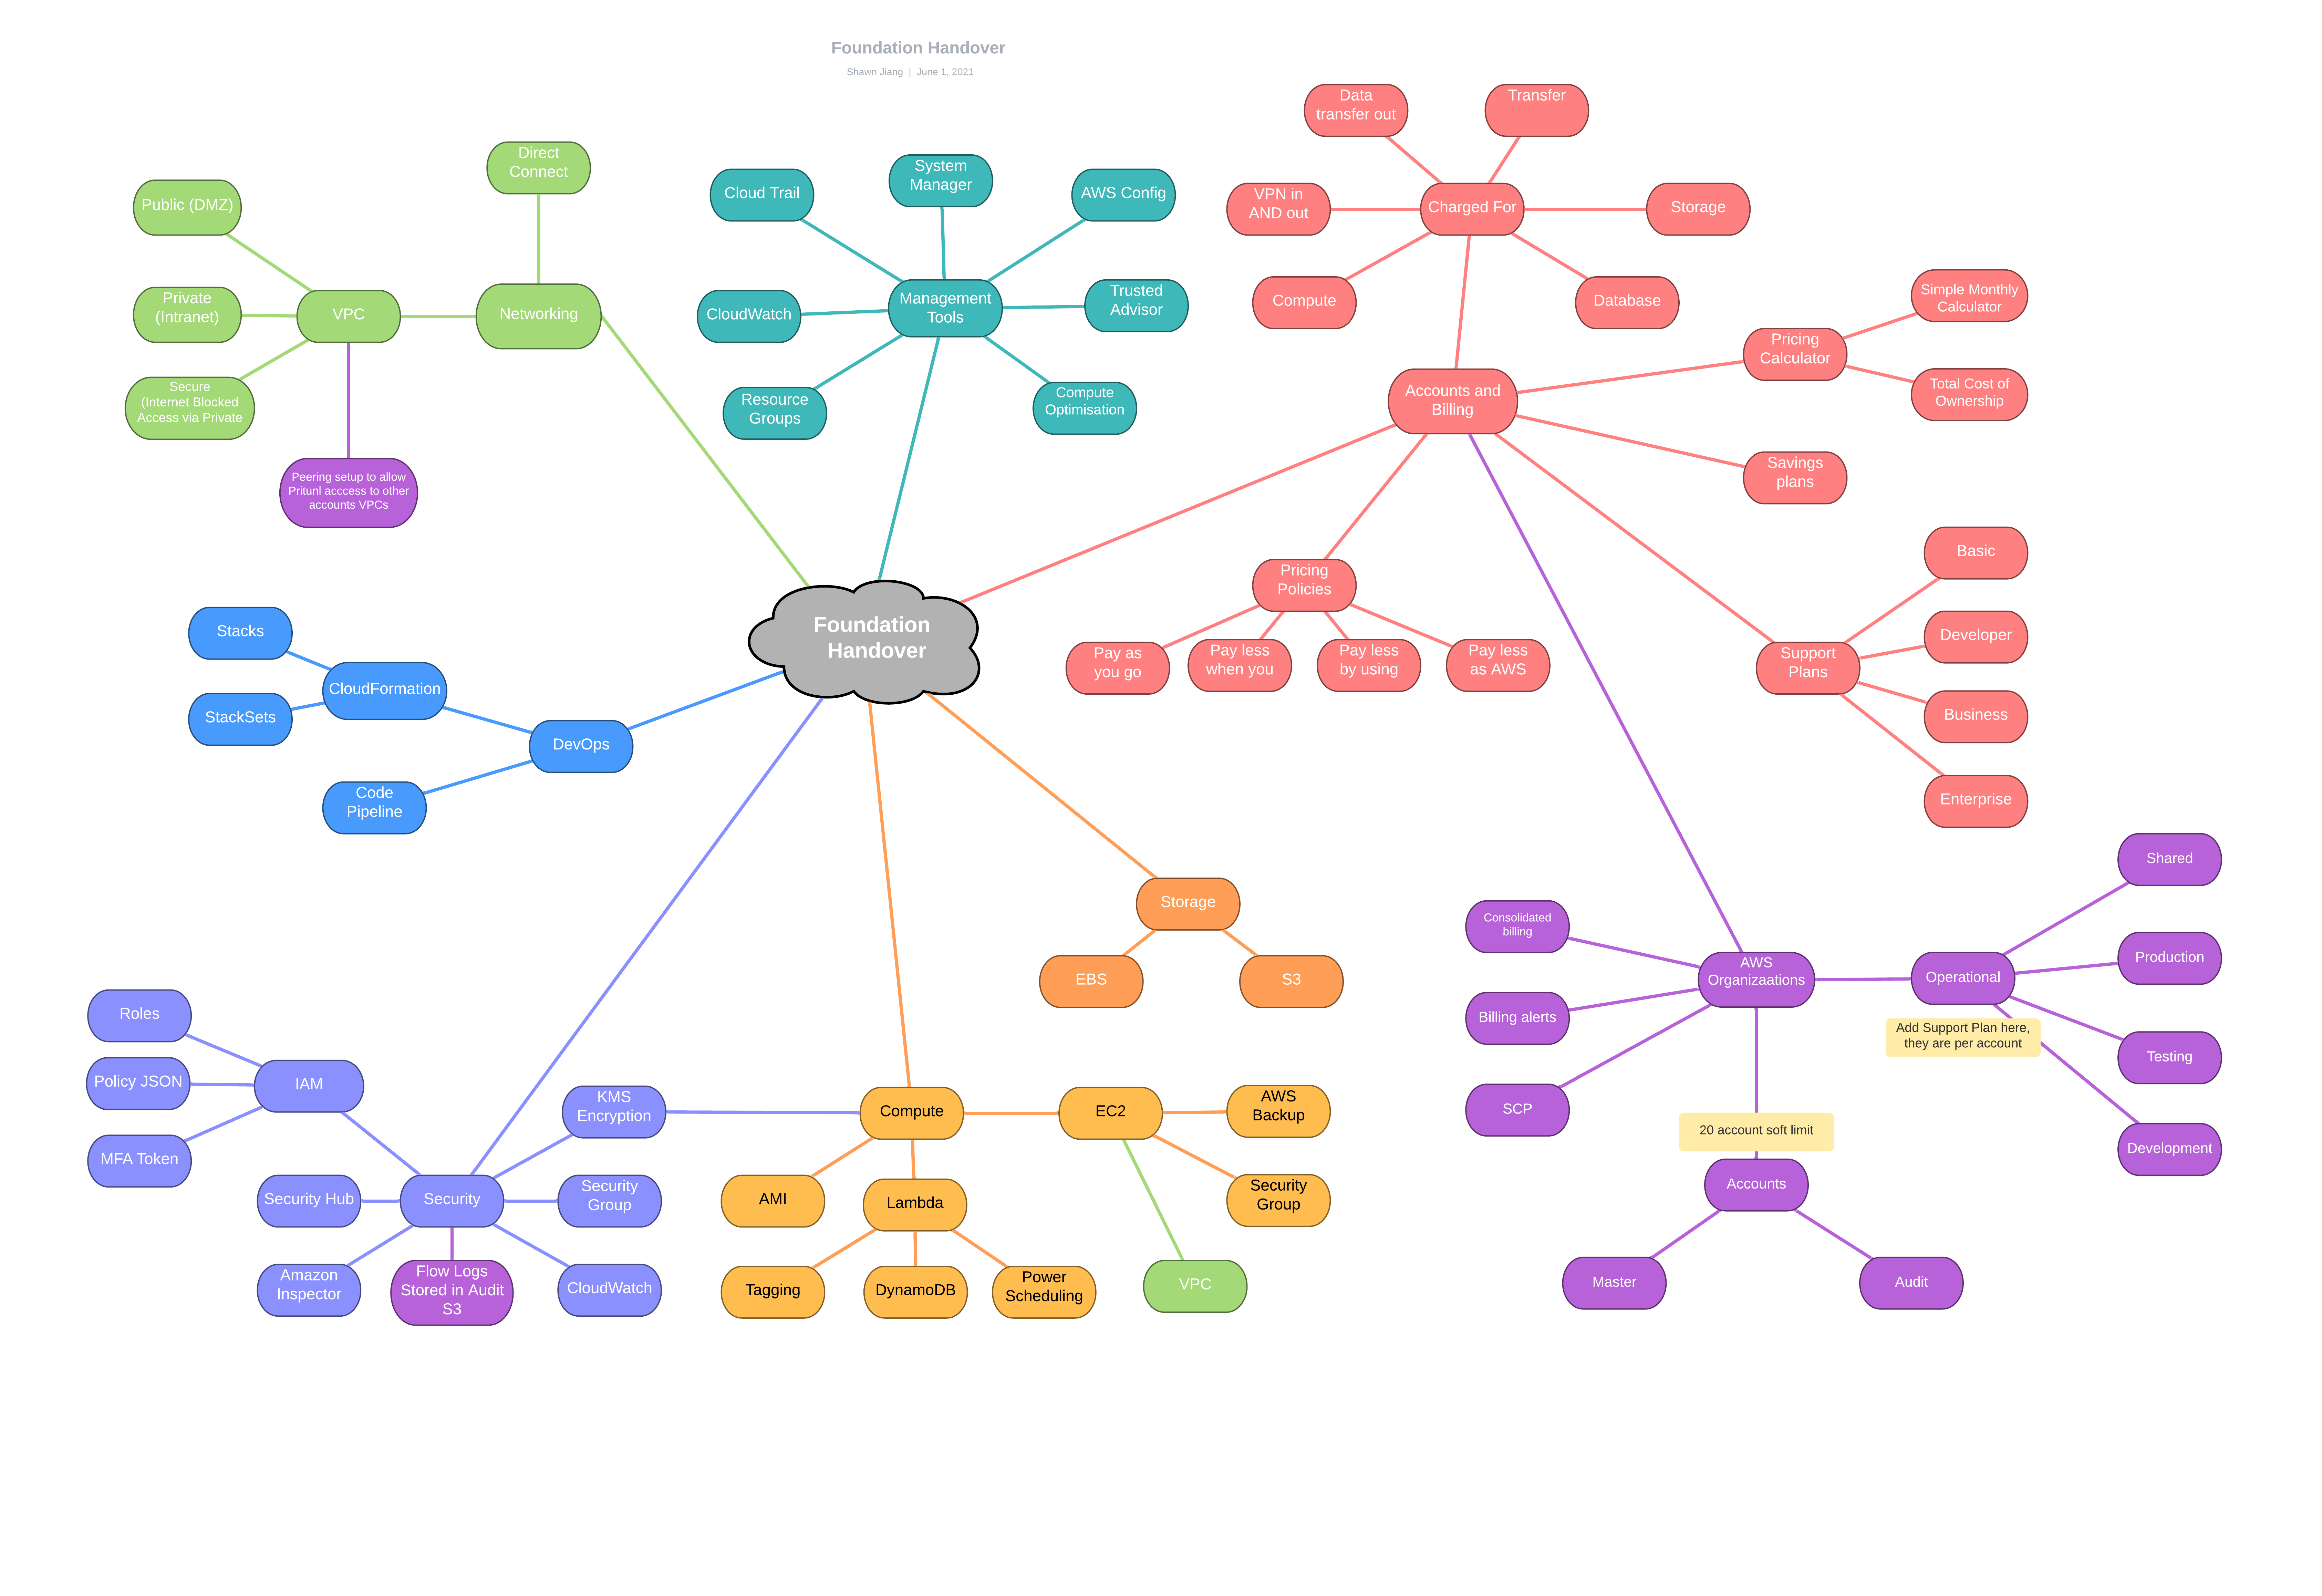 Foundation Handover
Shawn Jiang | June 1, 2021
Direct
Connect
Public (DMZ)
Private
(Intranet)
VPC
Networking
Secure
(Internet Blocked
Access via Private
Peering setup to allow
Pritunl acccess to other
accounts VPCs
Cloud Trail
System
Manager
AWS Config
CloudWatch
Management
Tools
Trusted
Advisor
Resource
Groups
Compute
Optimisation
Data
transfer out
Transfer
VPN in
AND out
Charged For
Storage
Compute
Database
Accounts and
Billing
Pricing
Calculator
Simple Monthly
Calculator
Total Cost of
Ownership
Savings
plans
Pricing
Policies
Pay as
you go
Pay less
when you
Pay less
by using
Pay less
as AWS
Support
Plans
Basic
Developer
Business
Enterprise
Foundation
Handover
Stacks
StackSets
CloudFormation
DevOps
Code
Pipeline
Storage
EBS
S3
Roles
Policy JSON
IAM
MFA Token
KMS
Encryption
Security Hub
Security
Security
Group
Amazon
Inspector
Flow Logs
Stored in Audit
S3
CloudWatch
Compute
EC2
AWS
Backup
AMI
Lambda
Security
Group
Tagging
DynamoDB
Power
Scheduling
VPC
Consolidated
billing
Billing alerts
SCP
AWS
Organizaations
Operational
Shared
Production
Testing
Development
Add Support Plan here,
they are per account
20 account soft limit
Accounts
Master
Audit